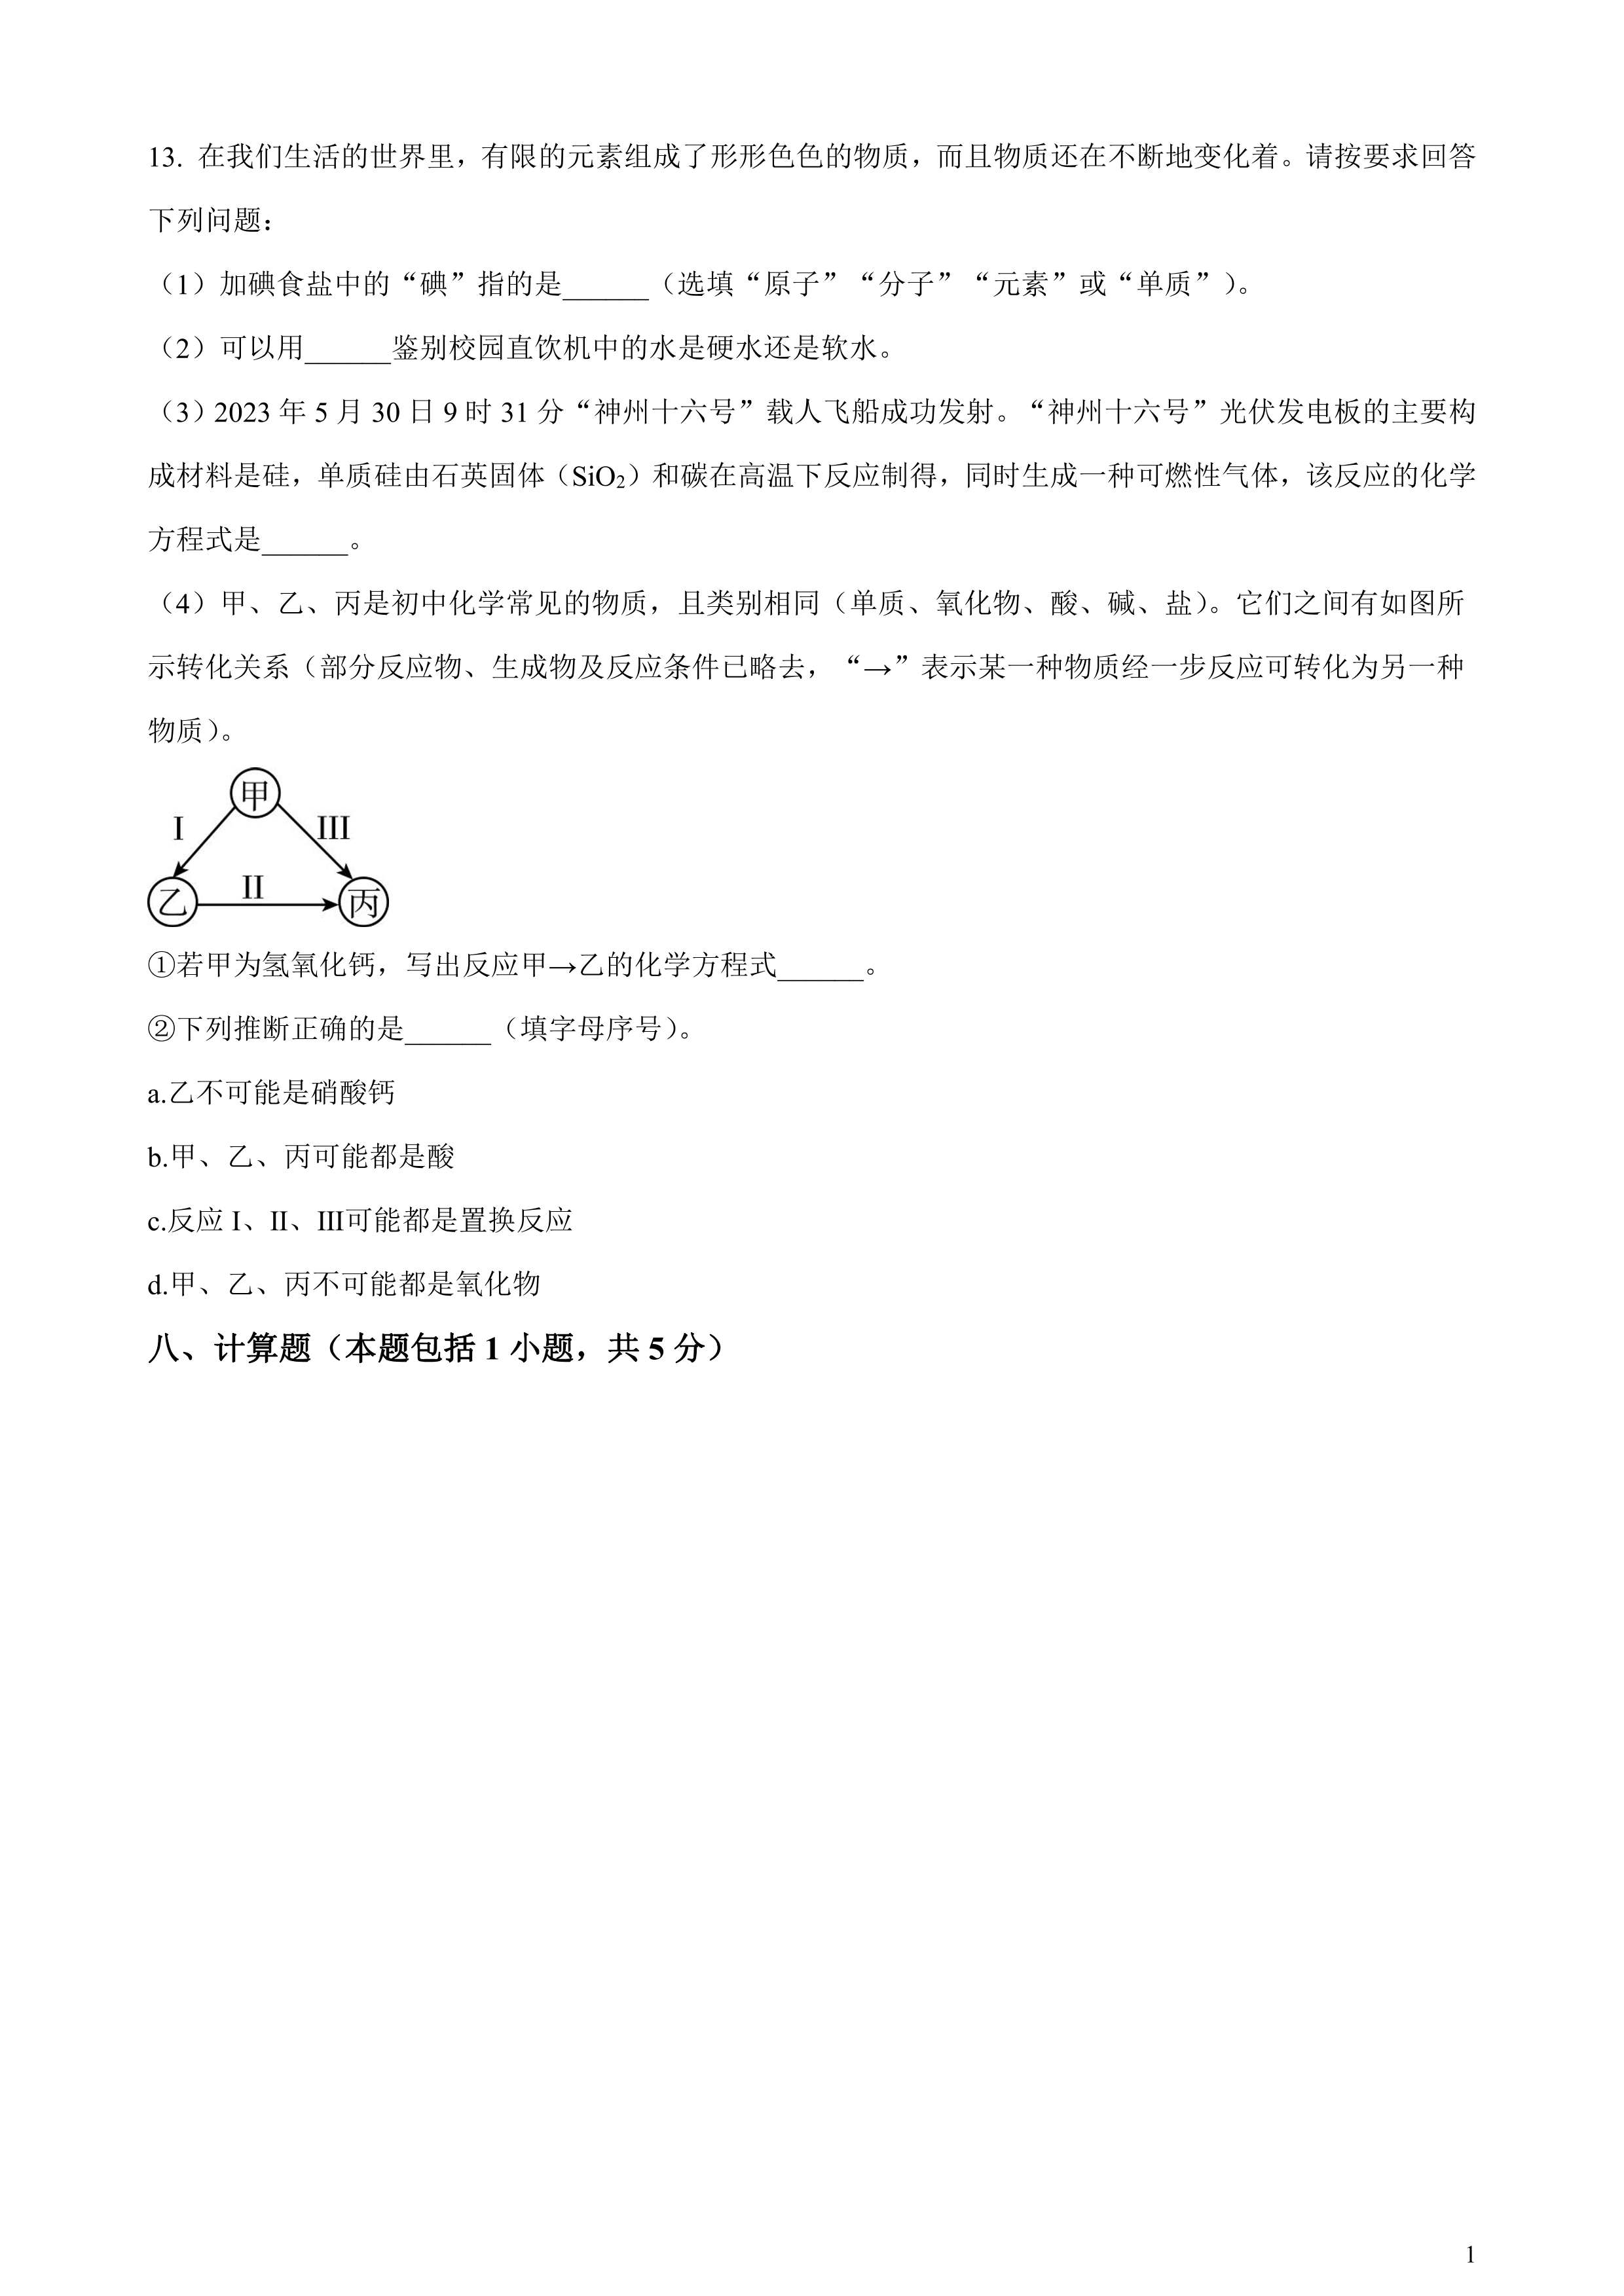 13. 在我们生活的世界里，有限的元素组成了形形色色的物质，而且物质还在不断地变化着。请按要求回答
下列问题：
（1）加碘食盐中的“碘”指的是______（选填“原子”“分子”“元素”或“单质”）。
（2）可以用______鉴别校园直饮机中的水是硬水还是软水。
（3）2023 年 5 月 30 日 9 时 31 分“神州十六号”载人飞船成功发射。“神州十六号”光伏发电板的主要构
成材料是硅，单质硅由石英固体（SiO₂）和碳在高温下反应制得，同时生成一种可燃性气体，该反应的化学
方程式是______。
（4）甲、乙、丙是初中化学常见的物质，且类别相同（单质、氧化物、酸、碱、盐）。它们之间有如图所
示转化关系（部分反应物、生成物及反应条件已略去，“→”表示某一种物质经一步反应可转化为另一种
物质）。
甲
I III
II
乙 丙
①若甲为氢氧化钙，写出反应甲→乙的化学方程式______。
②下列推断正确的是______（填字母序号）。
a.乙不可能是硝酸钙
b.甲、乙、丙可能都是酸
c.反应 I、II、III可能都是置换反应
d.甲、乙、丙不可能都是氧化物
八、计算题（本题包括 1 小题，共 5 分）
1